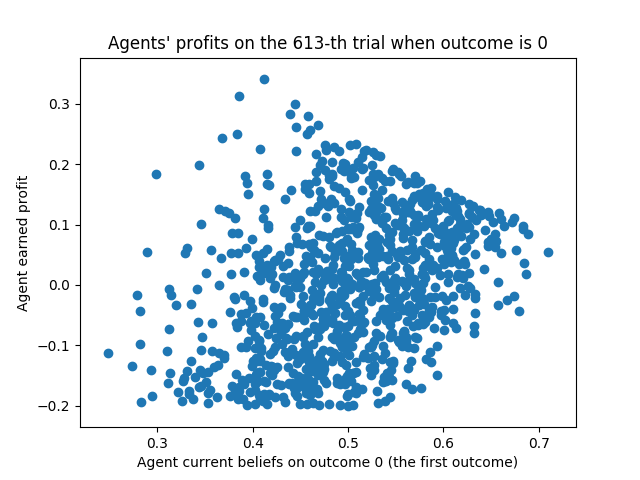 Agents' profits on the 613-th trial when outcome is 0
0.3
0.2
0.1
0.0
−0.1
−0.2
Agent earned profit
0.3 0.4 0.5 0.6 0.7
Agent current beliefs on outcome 0 (the first outcome)